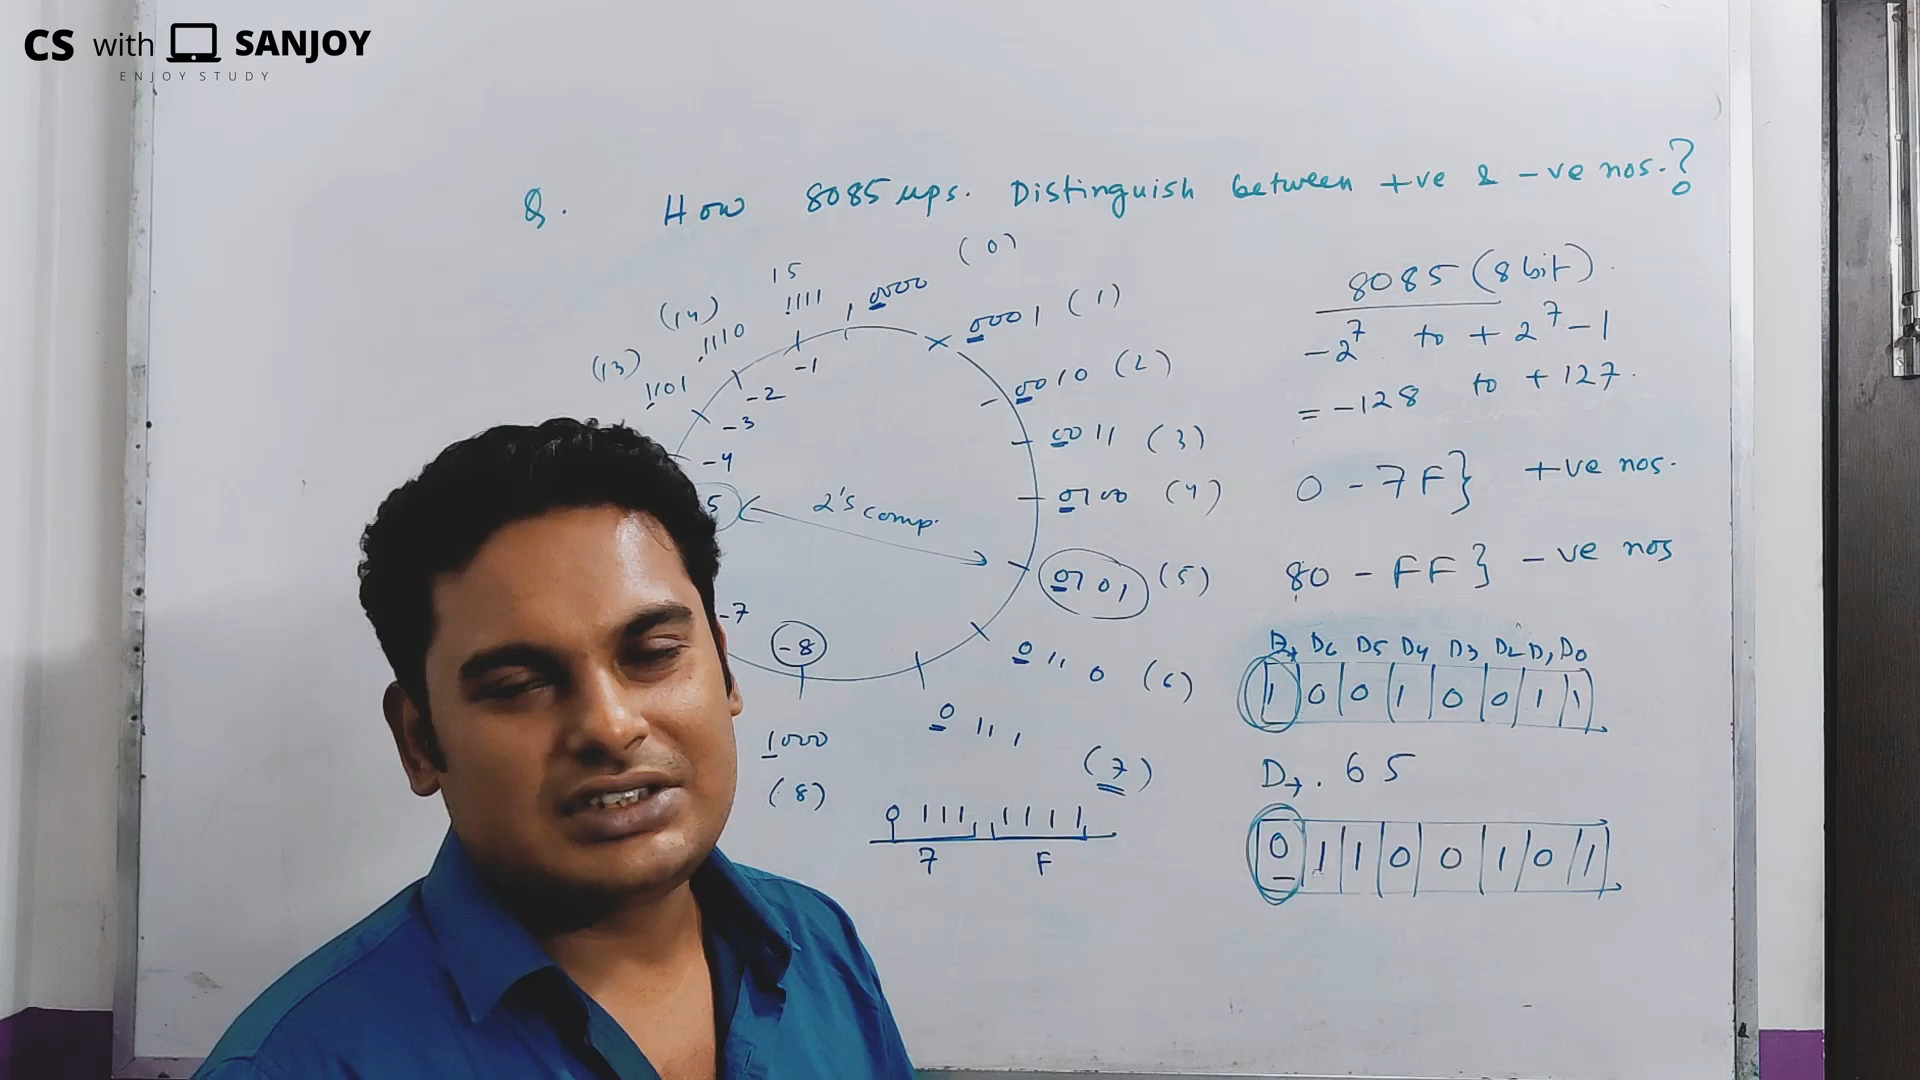 CS with SANJOY
ENJOY STUDY
Q. How 8085 μps. Distinguish between +ve & -ve nos.?
(0)
0000
15
1111
(14)
1110
(13)
1101
0001 (1)
0010 (2)
0011 (3)
0100 (4)
0101 (5)
0110 (6)
0111
(7)
1000
(8)
-1
-2
-3
-4
5
-7
-8
2's comp.
0111 1111
7 F
8085 (8 bit).
-2^7 to + 2^7 - 1
= -128 to + 127.
0 - 7F} +ve nos.
80 - FF} -ve nos
D7 D6 D5 D4 D3 D2 D1 D0
1 0 0 1 0 0 1 1
D7. 65
0 1 1 0 0 1 0 1